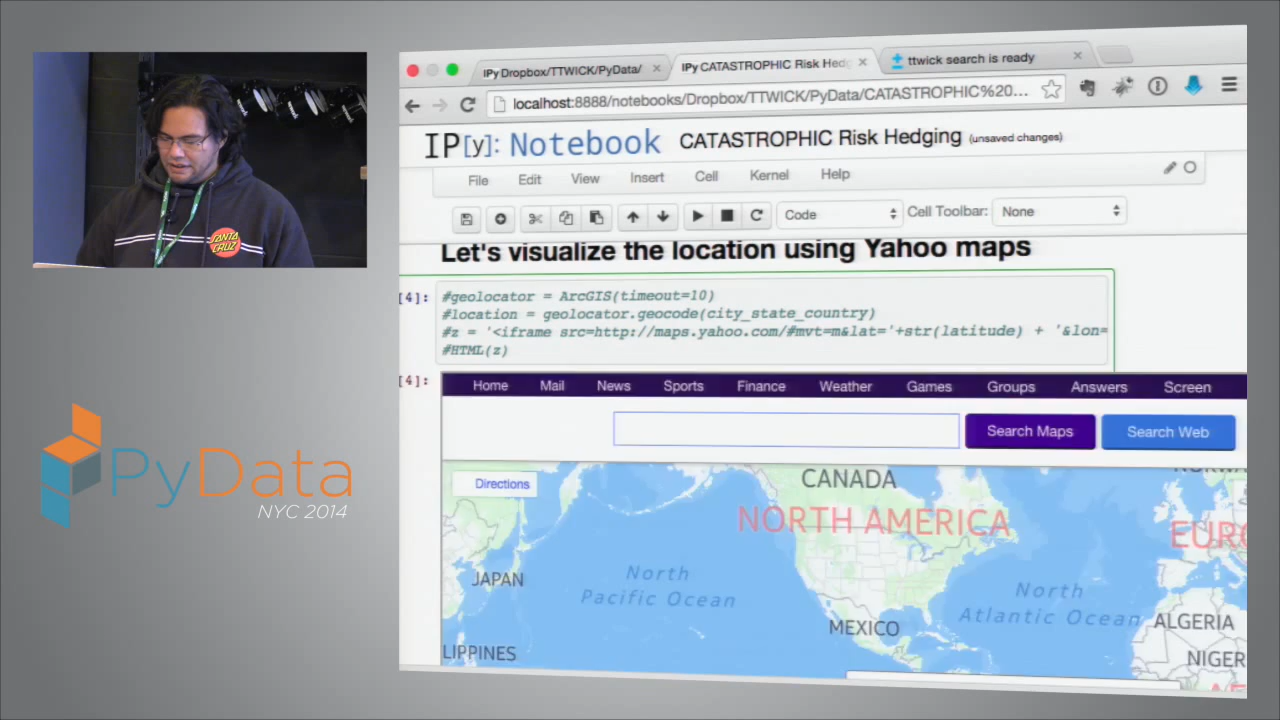 SANTA
CRUZ
PyData
NYC 2014
IPy Dropbox/TTWICK/PyData/
IPy CATASTROPHIC Risk Hedg
ttwick search is ready
localhost:8888/notebooks/Dropbox/TTWICK/PyData/CATASTROPHIC%20...
IP[y]: Notebook CATASTROPHIC Risk Hedging (unsaved changes)
File Edit View Insert Cell Kernel Help
Code Cell Toolbar: None
Let's visualize the location using Yahoo maps
[4]: #geolocator = ArcGIS(timeout=10)
#location = geolocator.geocode(city_state_country)
#z = '<iframe src=http://maps.yahoo.com/#mvt=m&lat='+str(latitude) + '&lon=
#HTML(z)
[4]:
Home Mail News Sports Finance Weather Games Groups Answers Screen
Search Maps Search Web
Directions
CANADA
NORTH AMERICA
EURO
JAPAN
North
Pacific Ocean
North
Atlantic Ocean
MEXICO
ALGERIA
LIPPINES
NIGER